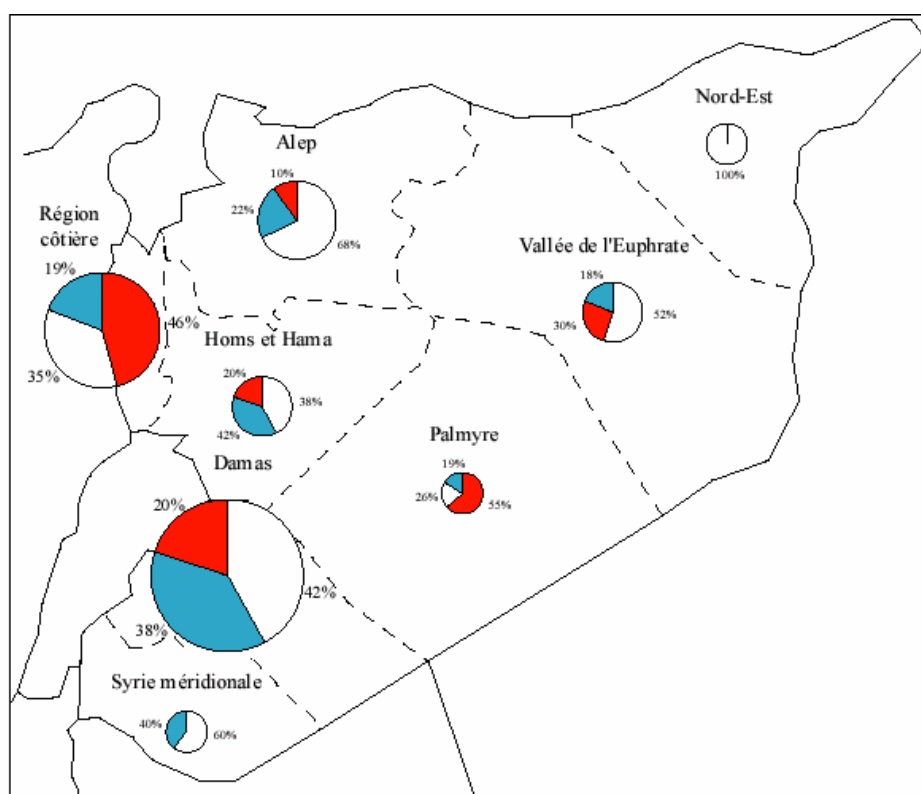 Nord-Est
100%
Alep
10%
22%
68%
Région
côtière
19%
46%
35%
Vallée de l'Euphrate
18%
52%
30%
Homs et Hama
20%
38%
42%
Palmyre
19%
26%
55%
Damas
20%
42%
38%
Syrie méridionale
40%
60%